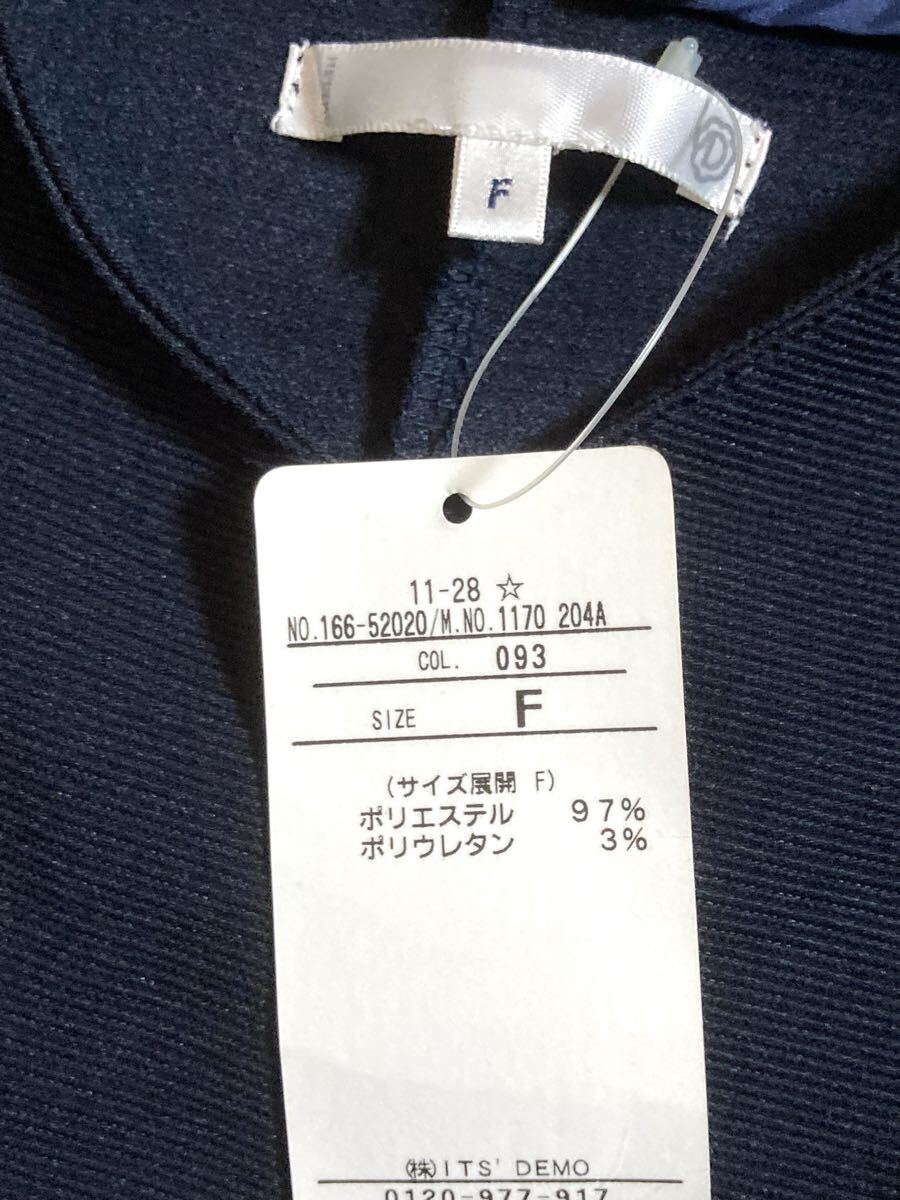 F
11-28 ☆
NO.166-52020/M.NO.1170 204A
COL. 093
SIZE F
(サイズ展開 F)
ポリエステル 97%
ポリウレタン 3%
(株)ITS' DEMO
0120-977-917